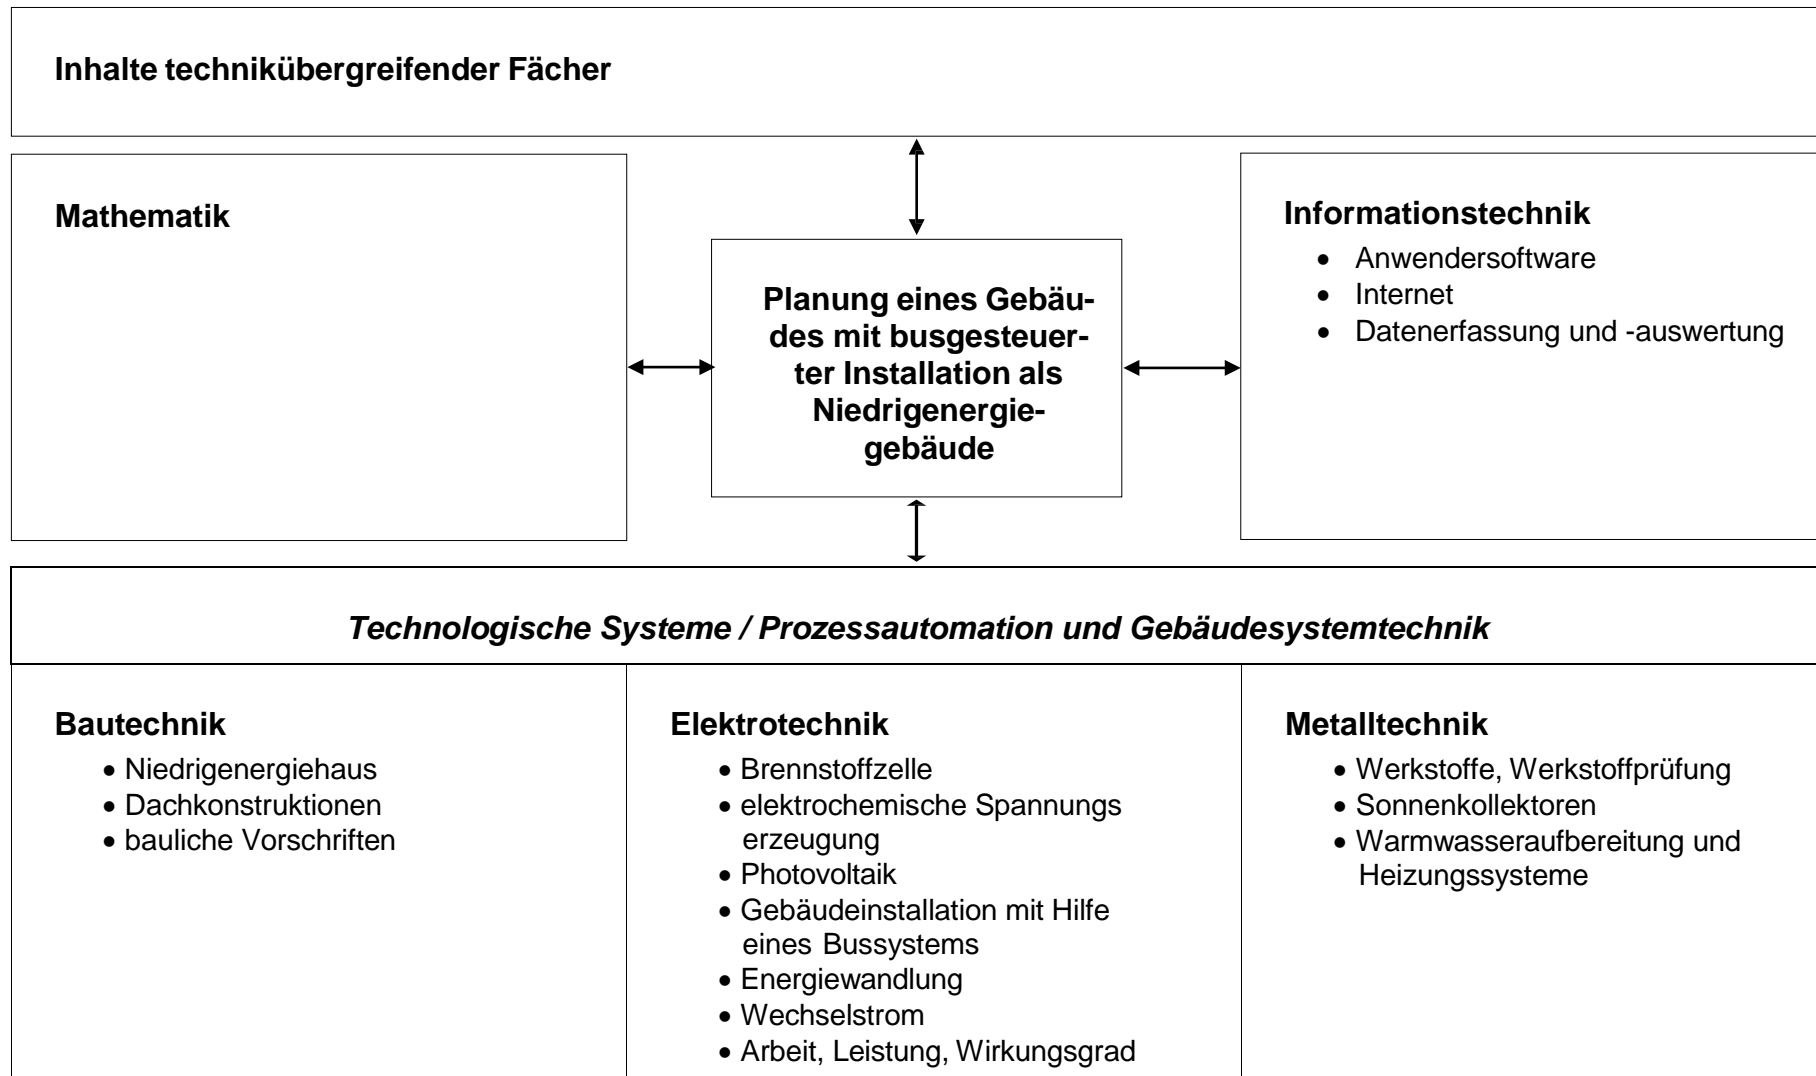 Inhalte technikübergreifender Fächer
Mathematik
Planung eines Gebäu-
des mit busgesteuer-
ter Installation als
Niedrigenergie-
gebäude
Informationstechnik
• Anwendersoftware
• Internet
• Datenerfassung und -auswertung
Technologische Systeme / Prozessautomation und Gebäudesystemtechnik
Bautechnik
• Niedrigenergiehaus
• Dachkonstruktionen
• bauliche Vorschriften
Elektrotechnik
• Brennstoffzelle
• elektrochemische Spannungs
erzeugung
• Photovoltaik
• Gebäudeinstallation mit Hilfe
eines Bussystems
• Energiewandlung
• Wechselstrom
• Arbeit, Leistung, Wirkungsgrad
Metalltechnik
• Werkstoffe, Werkstoffprüfung
• Sonnenkollektoren
• Warmwasseraufbereitung und
Heizungssysteme